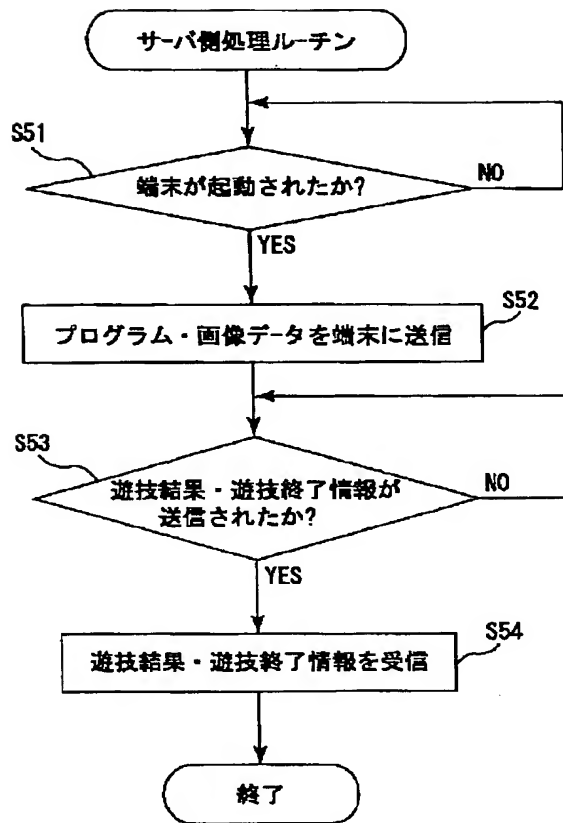 サーバ側処理ルーチン
S51
端末が起動されたか?
NO
YES
S52
プログラム・画像データを端末に送信
S53
遊技結果・遊技終了情報が
送信されたか?
NO
YES
S54
遊技結果・遊技終了情報を受信
終了